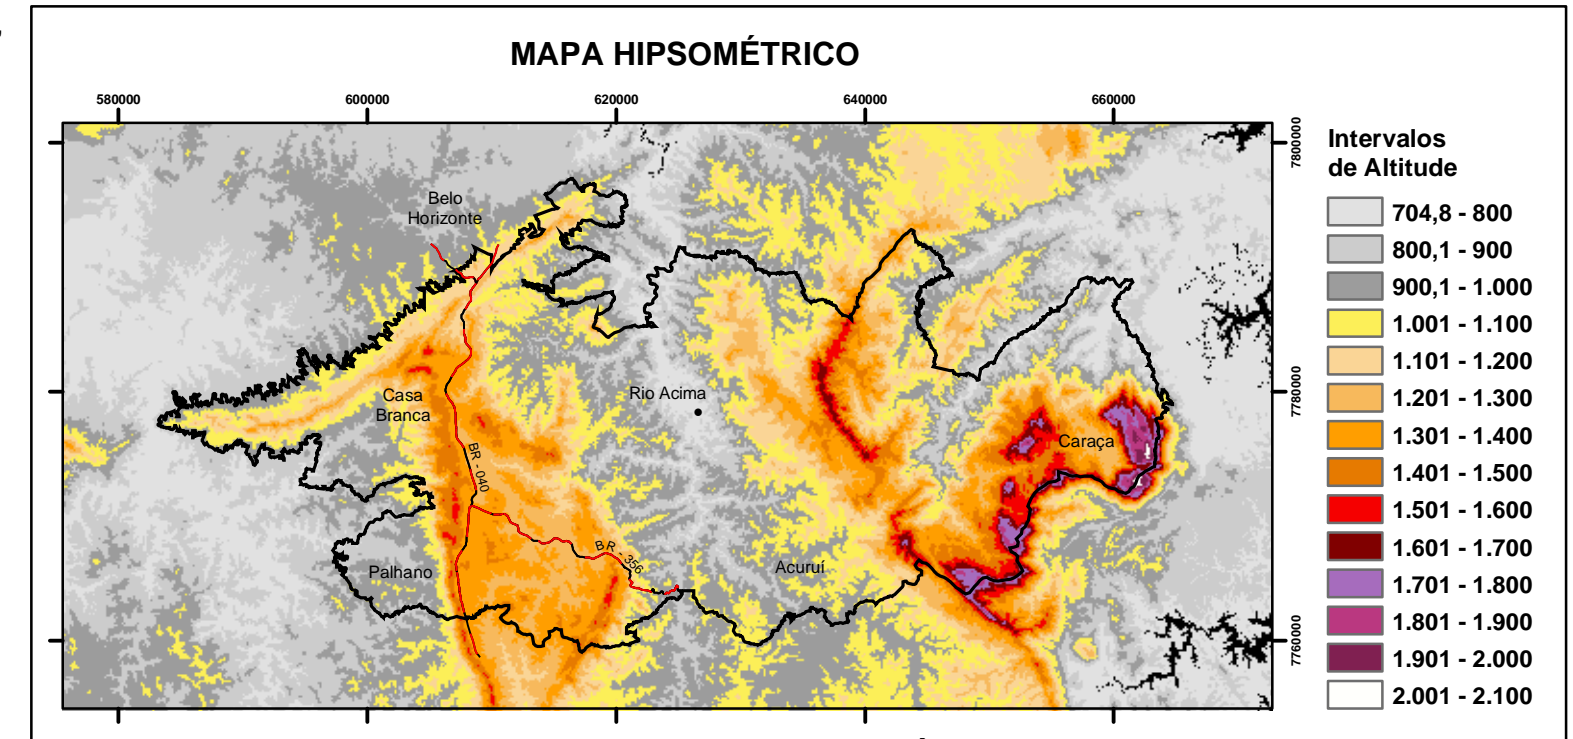 MAPA HIPSOMÉTRICO
580000
600000
620000
640000
660000
7800000
7780000
7760000
Belo
Horizonte
Casa
Branca
Rio Acima
Caraça
BR - 040
BR - 356
Palhano
Acuruí
Intervalos
de Altitude
704,8 - 800
800,1 - 900
900,1 - 1.000
1.001 - 1.100
1.101 - 1.200
1.201 - 1.300
1.301 - 1.400
1.401 - 1.500
1.501 - 1.600
1.601 - 1.700
1.701 - 1.800
1.801 - 1.900
1.901 - 2.000
2.001 - 2.100